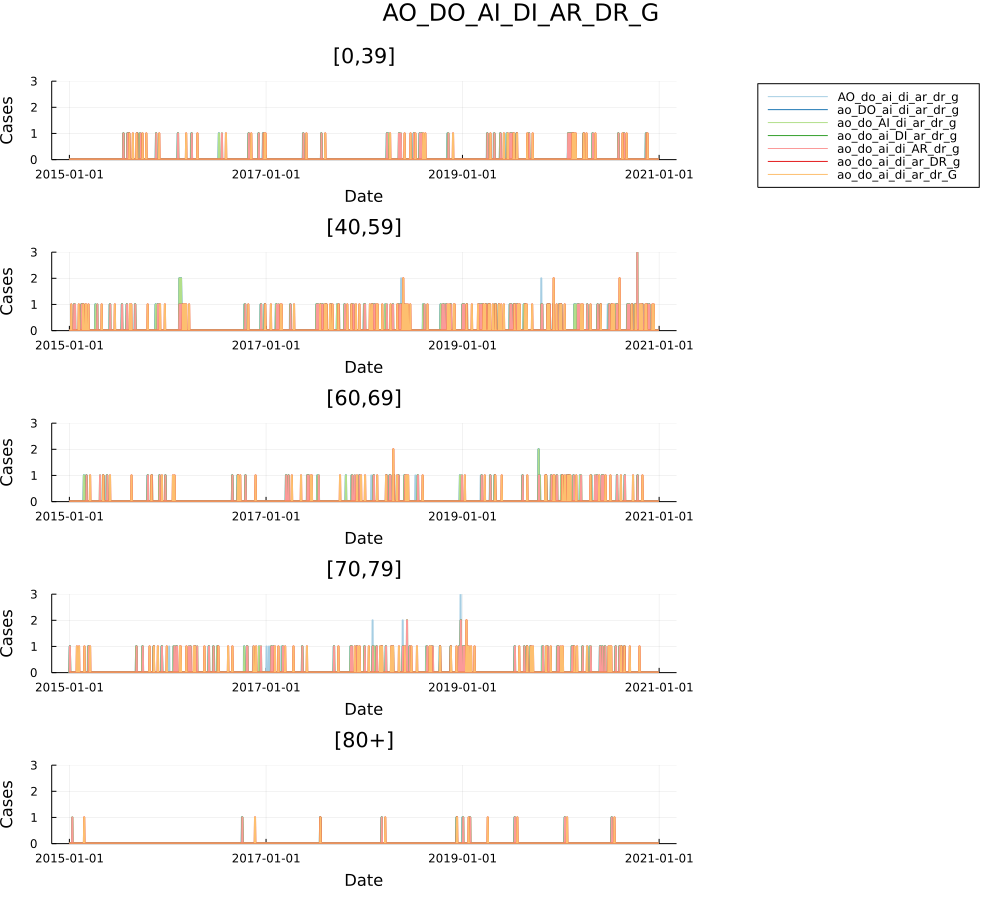 AO_DO_AI_DI_AR_DR_G
[0,39]
3
2
1
0
Cases
2015-01-01 2017-01-01 2019-01-01 2021-01-01
Date
AO_do_ai_di_ar_dr_g
ao_DO_ai_di_ar_dr_g
ao_do_AI_di_ar_dr_g
ao_do_ai_DI_ar_dr_g
ao_do_ai_di_AR_dr_g
ao_do_ai_di_ar_DR_g
ao_do_ai_di_ar_dr_G
[40,59]
3
2
1
0
Cases
2015-01-01 2017-01-01 2019-01-01 2021-01-01
Date
[60,69]
3
2
1
0
Cases
2015-01-01 2017-01-01 2019-01-01 2021-01-01
Date
[70,79]
3
2
1
0
Cases
2015-01-01 2017-01-01 2019-01-01 2021-01-01
Date
[80+]
3
2
1
0
Cases
2015-01-01 2017-01-01 2019-01-01 2021-01-01
Date